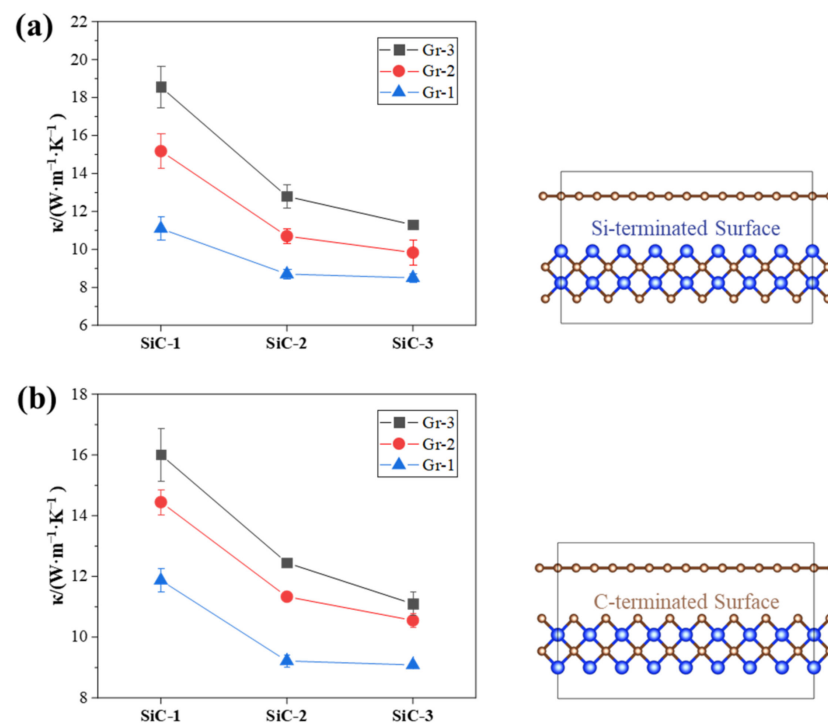 (a)
22
20
18
16
14
12
10
8
6
κ/(W·m⁻¹·K⁻¹)
Gr-3
Gr-2
Gr-1
SiC-1 SiC-2 SiC-3
Si-terminated Surface
(b)
18
16
14
12
10
8
κ/(W·m⁻¹·K⁻¹)
Gr-3
Gr-2
Gr-1
SiC-1 SiC-2 SiC-3
C-terminated Surface